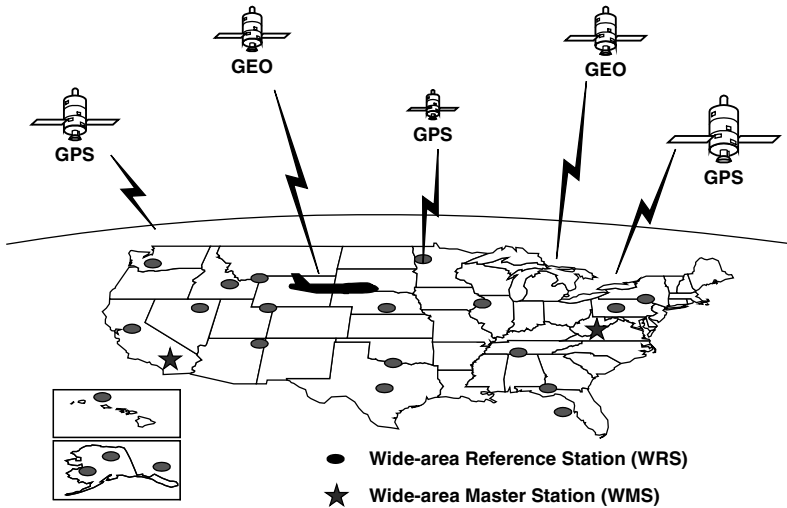 GEO
GEO
GPS
GPS
GPS
Wide-area Reference Station (WRS)
Wide-area Master Station (WMS)